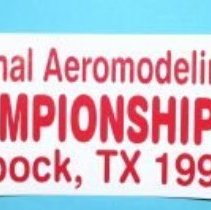 nal Aeromodelin
MPIONSHIP
bock, TX 199